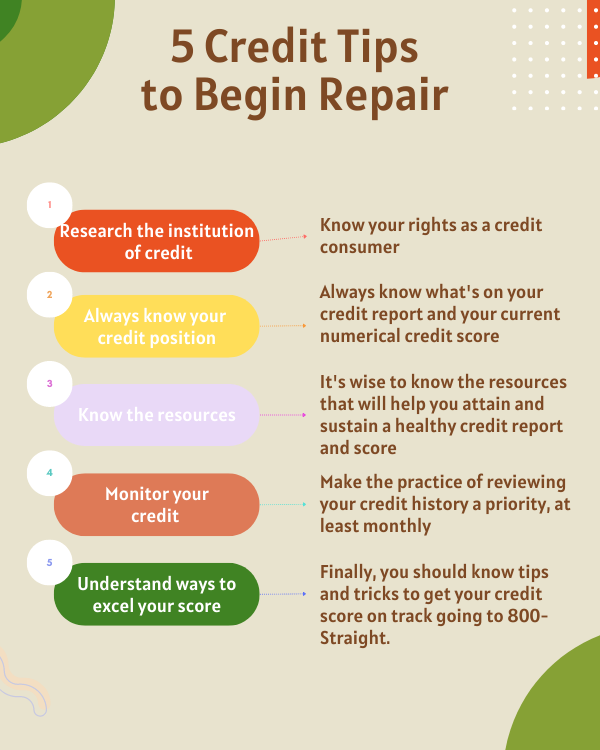 5 Credit Tips
to Begin Repair
1
Research the institution
of credit
Know your rights as a credit
consumer
2
Always know your
credit position
Always know what's on your
credit report and your current
numerical credit score
3
Know the resources
It's wise to know the resources
that will help you attain and
sustain a healthy credit report
and score
4
Monitor your
credit
Make the practice of reviewing
your credit history a priority, at
least monthly
5
Understand ways to
excel your score
Finally, you should know tips
and tricks to get your credit
score on track going to 800-
Straight.